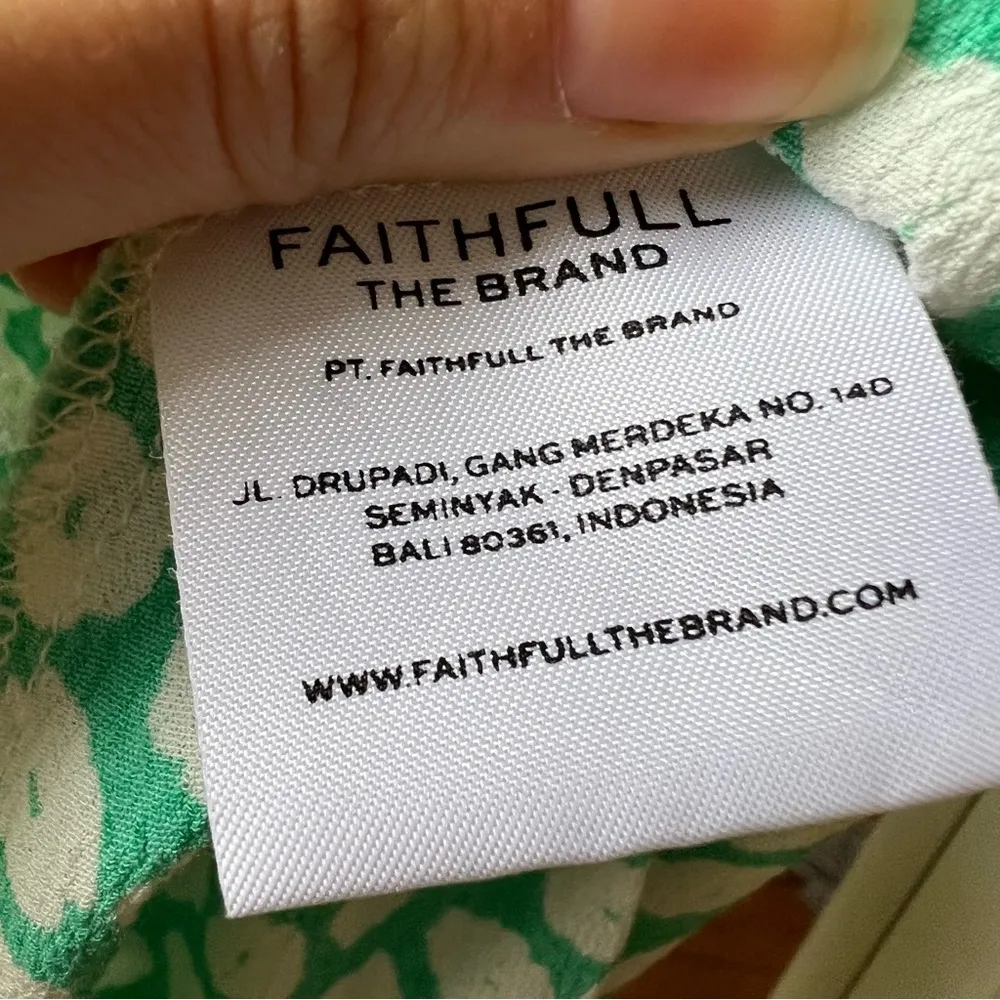 FAITHFULL
THE BRAND
PT. FAITHFULL THE BRAND
JL. DRUPADI, GANG MERDEKA NO. 14D
SEMINYAK - DENPASAR
BALI 80361, INDONESIA
WWW.FAITHFULLTHEBRAND.COM